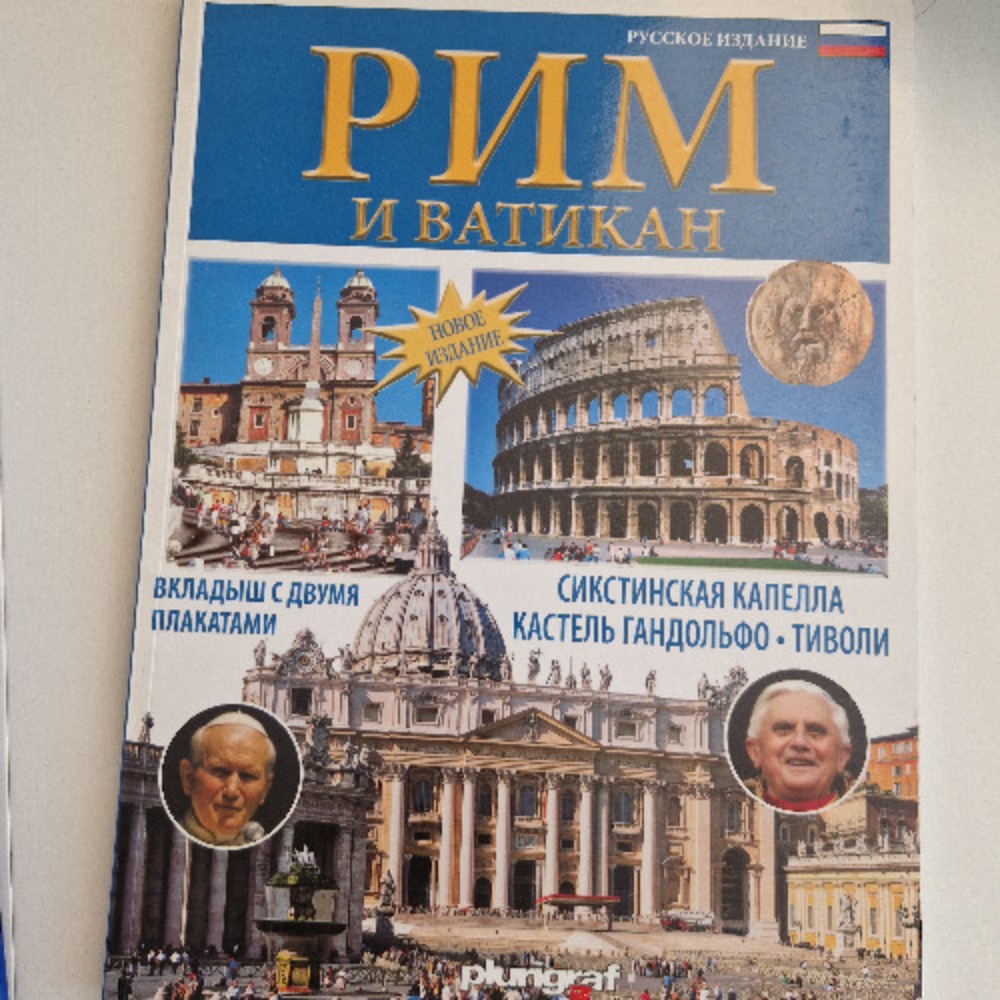 РУССКОЕ ИЗДАНИЕ
РИМ
И ВАТИКАН
НОВОЕ
ИЗДАНИЕ
ВКЛАДЫШ С ДВУМЯ
ПЛАКАТАМИ
СИКСТИНСКАЯ КАПЕЛЛА
КАСТЕЛЬ ГАНДОЛЬФО • ТИВОЛИ
plurigraf